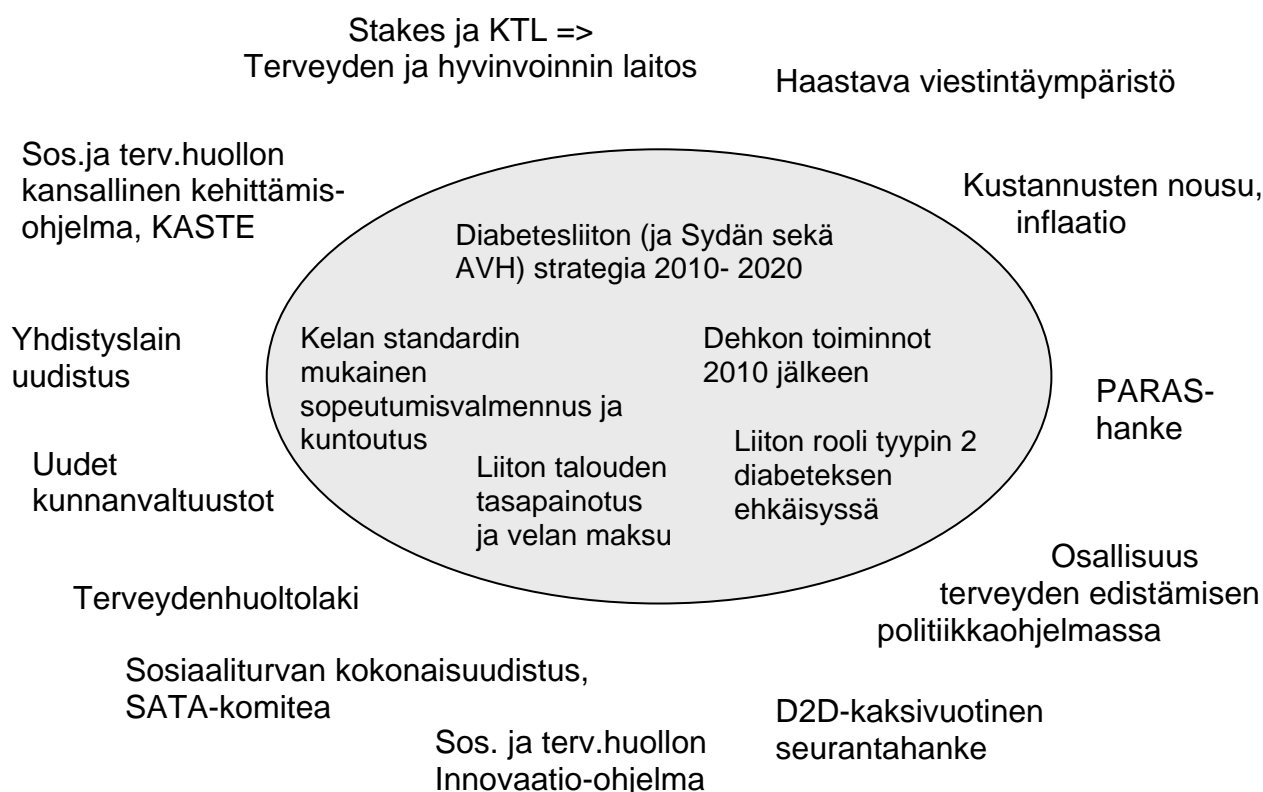 Stakes ja KTL =>
Terveyden ja hyvinvoinnin laitos
Haastava viestintäympäristö
Sos.ja terv.huollon
kansallinen kehittämis-
ohjelma, KASTE
Kustannusten nousu,
inflaatio
Diabetesliiton (ja Sydän sekä
AVH) strategia 2010- 2020
Yhdistyslain
uudistus
Kelan standardin
mukainen
sopeutumisvalmennus ja
kuntoutus
Dehkon toiminnot
2010 jälkeen
PARAS-
hanke
Uudet
kunnanvaltuustot
Liiton talouden
tasapainotus
ja velan maksu
Liiton rooli tyypin 2
diabeteksen
ehkäisyssä
Osallisuus
terveyden edistämisen
politiikkaohjelmassa
Terveydenhuoltolaki
Sosiaaliturvan kokonaisuudistus,
SATA-komitea
Sos. ja terv.huollon
Innovaatio-ohjelma
D2D-kaksivuotinen
seurantahanke